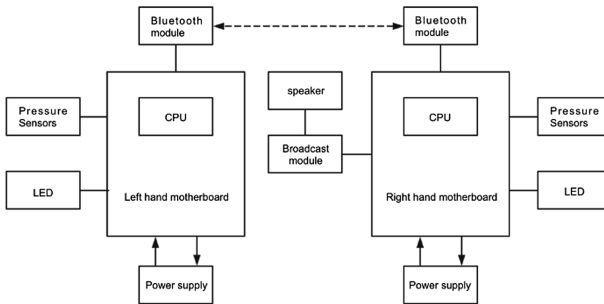 Bluetooth
module
Bluetooth
module
Pressure
Sensors
CPU
speaker
CPU
Pressure
Sensors
Broadcast
module
LED
Left hand motherboard
Right hand motherboard
LED
Power supply
Power supply